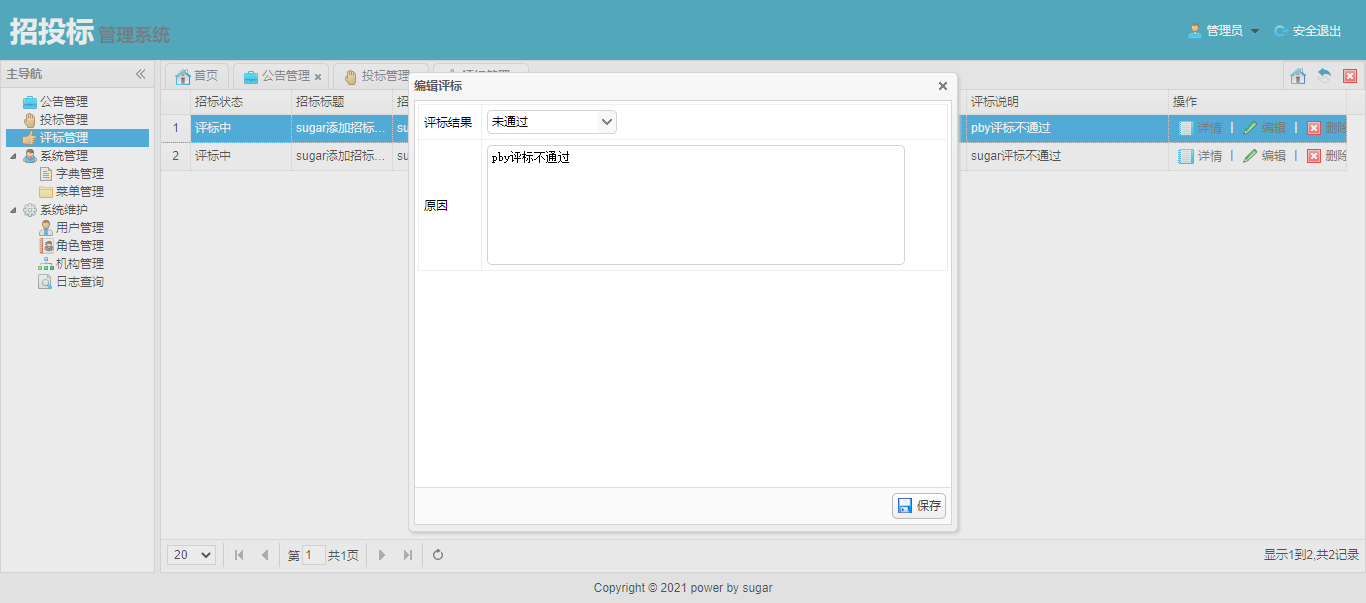 招投标 管理系统
管理员 安全退出
主导航
首页 公告管理 投标管理
公告管理
投标管理
评标管理
系统管理
字典管理
菜单管理
系统维护
用户管理
角色管理
机构管理
日志查询
招标状态 招标标题 招 评标说明 操作
1 评标中 sugar添加招标... su pby评标不通过 详情 | 编辑 | 删除
2 评标中 sugar添加招标... su sugar评标不通过 详情 | 编辑 | 删除
编辑评标
评标结果 未通过
原因 pby评标不通过
保存
20 第 1 共1页 显示1到2,共2记录
Copyright © 2021 power by sugar